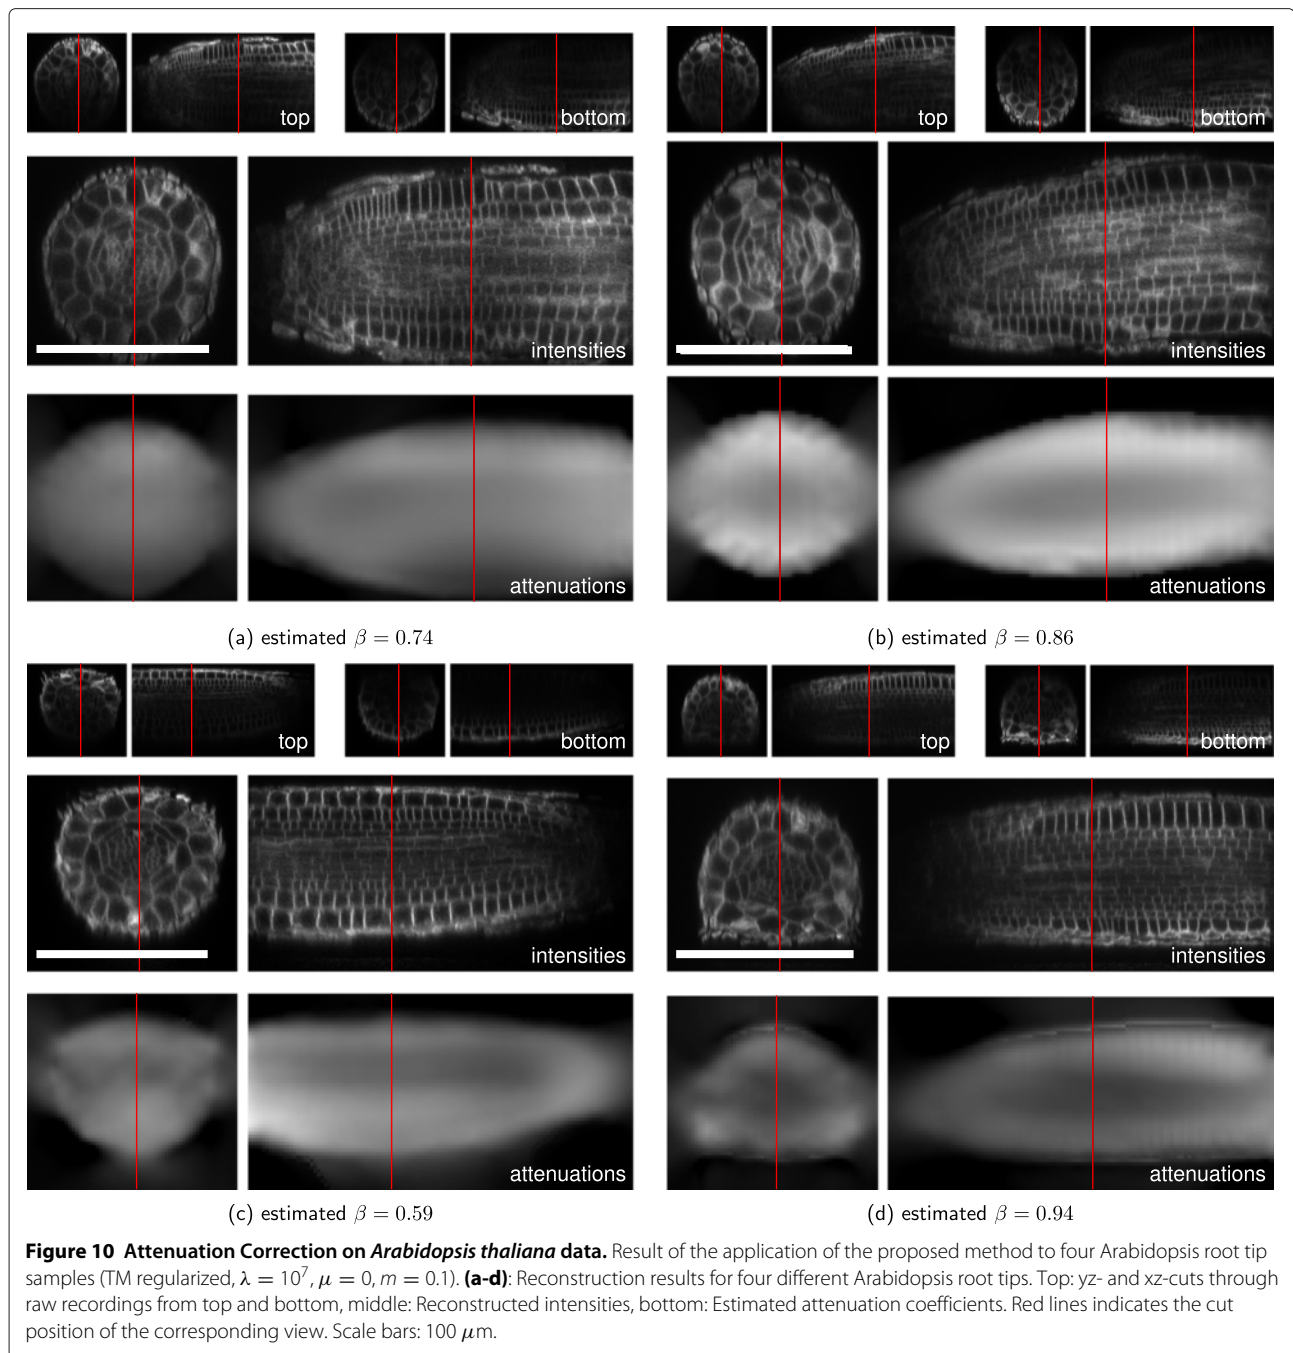 top
bottom
top
bottom
intensities
intensities
attenuations
attenuations
(a) estimated β = 0.74
(b) estimated β = 0.86
top
bottom
top
bottom
intensities
intensities
attenuations
attenuations
(c) estimated β = 0.59
(d) estimated β = 0.94
Figure 10 Attenuation Correction on Arabidopsis thaliana data. Result of the application of the proposed method to four Arabidopsis root tip
samples (TM regularized, λ = 10⁷, μ = 0, m = 0.1). (a-d): Reconstruction results for four different Arabidopsis root tips. Top: yz- and xz-cuts through
raw recordings from top and bottom, middle: Reconstructed intensities, bottom: Estimated attenuation coefficients. Red lines indicates the cut
position of the corresponding view. Scale bars: 100 μm.